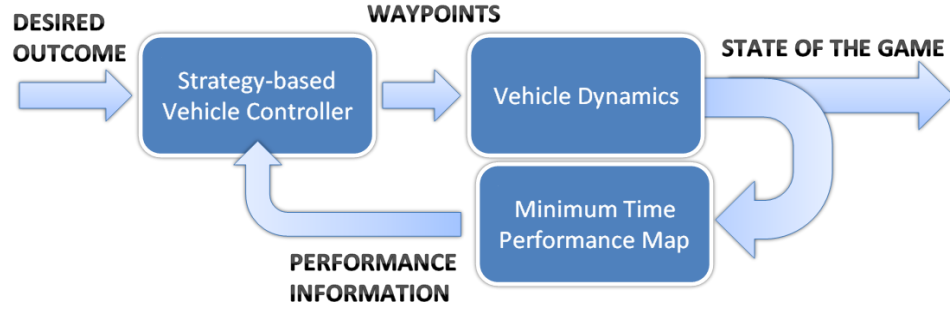 DESIRED
OUTCOME
Strategy-based
Vehicle Controller
WAYPOINTS
Vehicle Dynamics
STATE OF THE GAME
Minimum Time
Performance Map
PERFORMANCE
INFORMATION